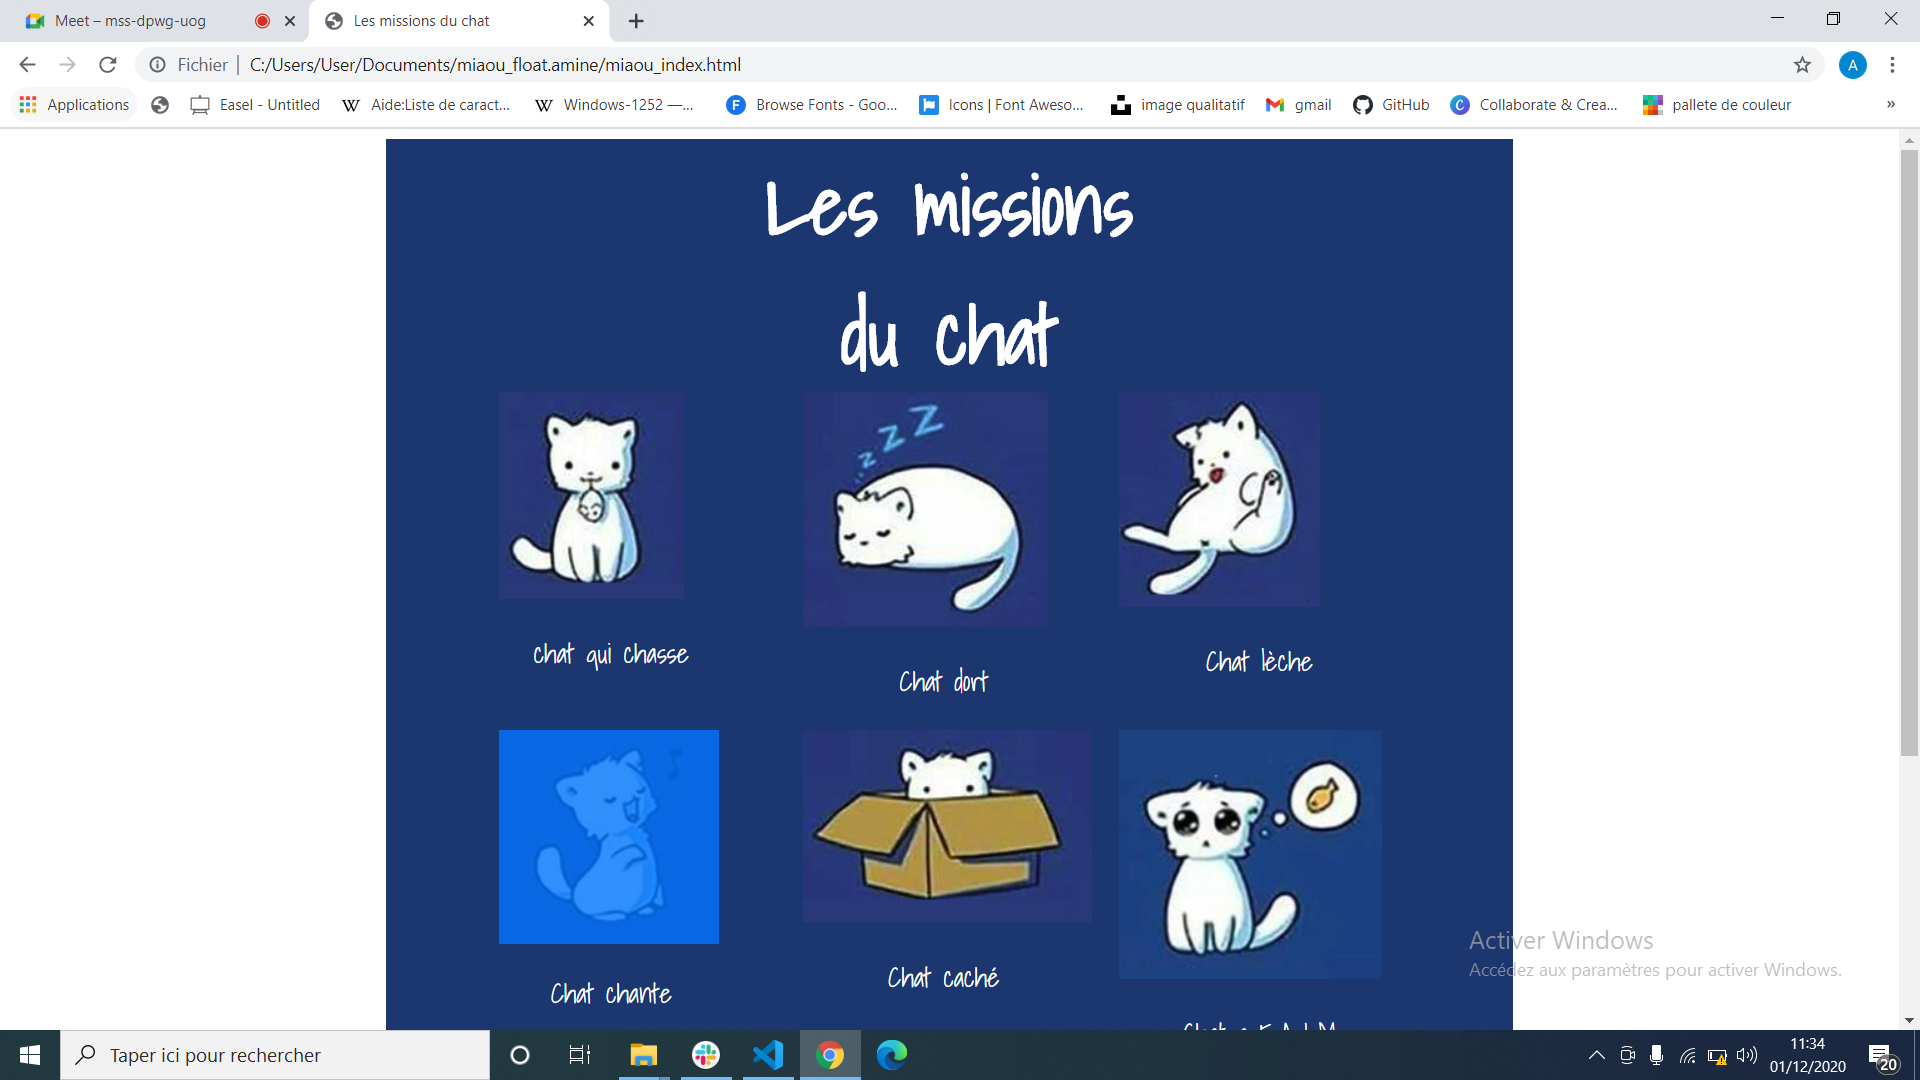 Meet – mss-dpwg-uog
Les missions du chat
Fichier
C:/Users/User/Documents/miaou_float.amine/miaou_index.html
A
Applications
Easel - Untitled
Aide:Liste de caract...
Windows-1252 —...
Browse Fonts - Goo...
Icons | Font Aweso...
image qualitatif
gmail
GitHub
Collaborate & Crea...
pallete de couleur
»
Les missions
du chat
z z Z
chat qui chasse
Chat dort
Chat lèche
Chat chante
Chat caché
Activer Windows
Accédez aux paramètres pour activer Windows.
Taper ici pour rechercher
11:34
01/12/2020
20